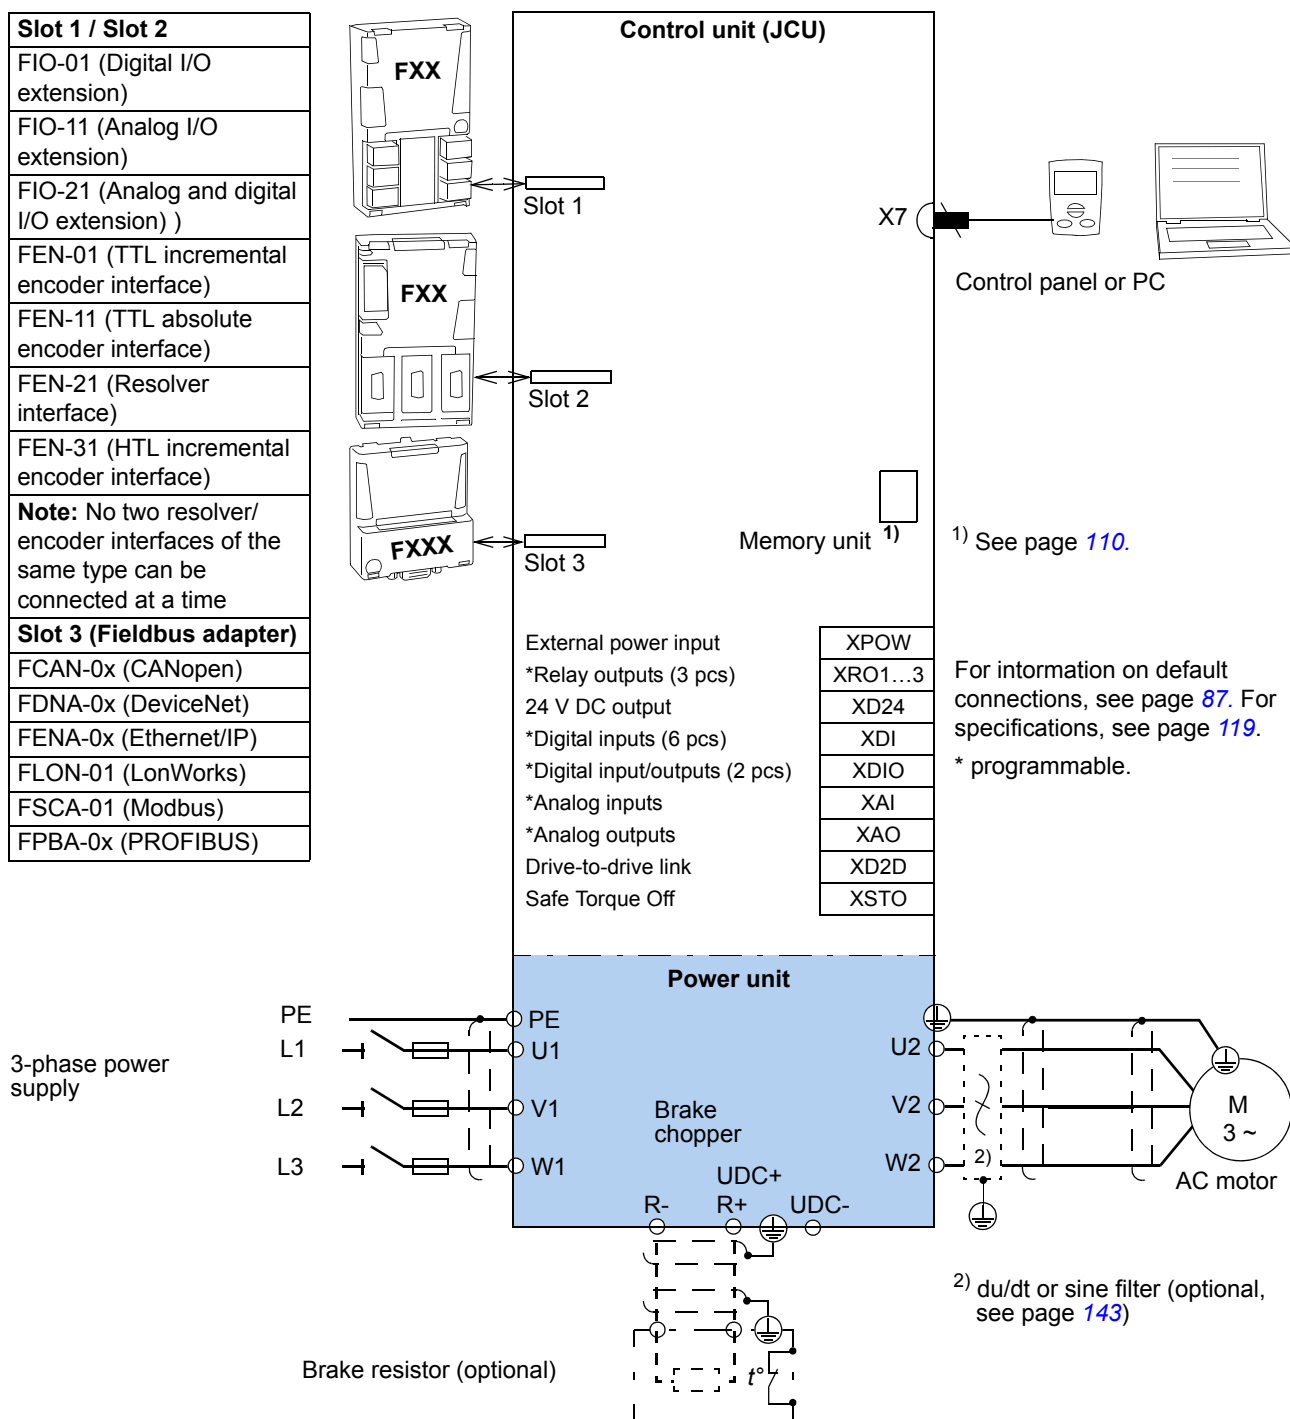 Slot 1 / Slot 2
FIO-01 (Digital I/O
extension)
FIO-11 (Analog I/O
extension)
FIO-21 (Analog and digital
I/O extension) )
FEN-01 (TTL incremental
encoder interface)
FEN-11 (TTL absolute
encoder interface)
FEN-21 (Resolver
interface)
FEN-31 (HTL incremental
encoder interface)
Note: No two resolver/
encoder interfaces of the
same type can be
connected at a time
Slot 3 (Fieldbus adapter)
FCAN-0x (CANopen)
FDNA-0x (DeviceNet)
FENA-0x (Ethernet/IP)
FLON-01 (LonWorks)
FSCA-01 (Modbus)
FPBA-0x (PROFIBUS)
FXX
FXX
FXXX
Control unit (JCU)
Slot 1
Slot 2
Slot 3
X7
Control panel or PC
Memory unit 1)
1) See page 110.
External power input XPOW
*Relay outputs (3 pcs) XRO1…3
24 V DC output XD24
*Digital inputs (6 pcs) XDI
*Digital input/outputs (2 pcs) XDIO
*Analog inputs XAI
*Analog outputs XAO
Drive-to-drive link XD2D
Safe Torque Off XSTO
For intormation on default
connections, see page 87. For
specifications, see page 119.
* programmable.
Power unit
3-phase power
supply
PE
L1
L2
L3
PE
U1
V1
W1
Brake
chopper
U2
V2
W2
UDC+
R- R+ UDC-
2)
M
3 ~
AC motor
2) du/dt or sine filter (optional,
see page 143)
Brake resistor (optional)
t°